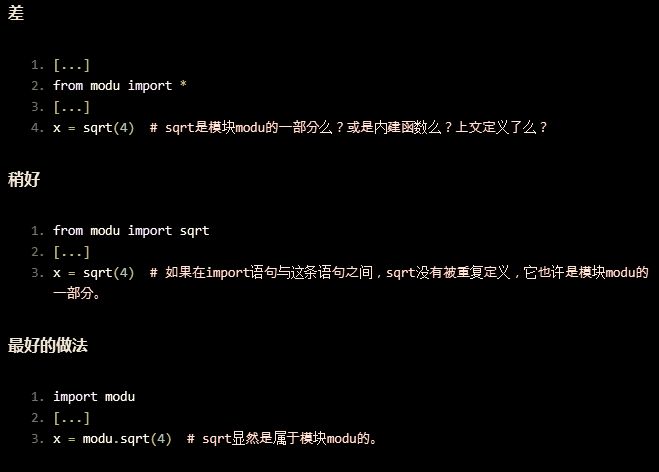 差
1. [...]
2. from modu import *
3. [...]
4. x = sqrt(4)  # sqrt是模块modu的一部分么？或是内建函数么？上文定义了么？
稍好
1. from modu import sqrt
2. [...]
3. x = sqrt(4)  # 如果在import语句与这条语句之间，sqrt没有被重复定义，它也许是模块modu的
一部分。
最好的做法
1. import modu
2. [...]
3. x = modu.sqrt(4)  # sqrt显然是属于模块modu的。